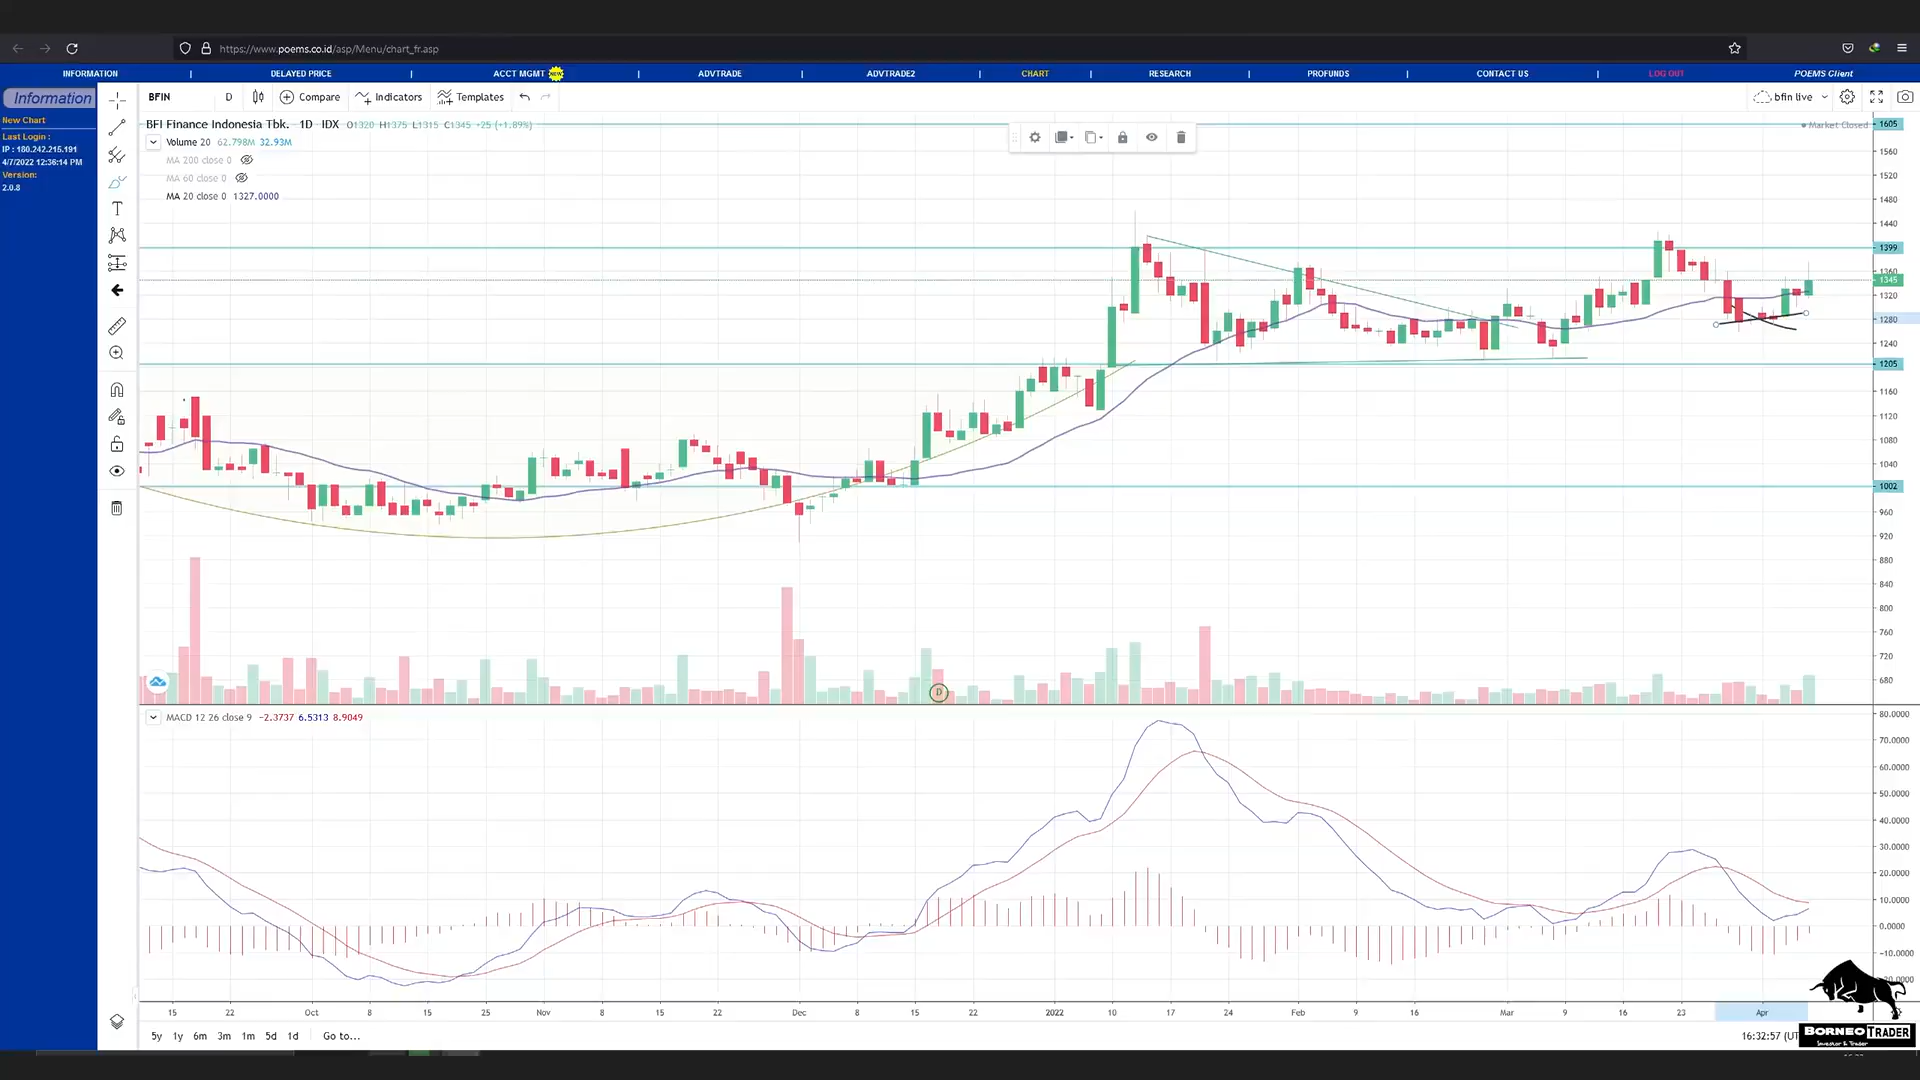 https://www.poems.co.id/asp/Menu/chart_fr.asp
INFORMATION | DELAYED PRICE | ACCT MGMT NEW | ADVTRADE | ADVTRADE2 | CHART | RESEARCH | PROFUNDS | CONTACT US | LOG OUT POEMS Client
Information
New Chart
Last Login :
IP : 180.242.215.191
4/7/2022 12:36:14 PM
Version:
2.0.8
BFIN D Compare Indicators Templates bfin live
BFI Finance Indonesia Tbk. 1D IDX O1320 H1375 L1315 C1345 +25 (+1.89%)
Market Closed
Volume 20 62.798M 32.93M
MA 200 close 0
MA 60 close 0
MA 20 close 0 1327.0000
1605
1560
1520
1480
1440
1399
1360
1345
1320
1280
1240
1205
1160
1120
1080
1040
1002
960
920
880
840
800
760
720
680
D
MACD 12 26 close 9 −2.3737 6.5313 8.9049
80.0000
70.0000
60.0000
50.0000
40.0000
30.0000
20.0000
10.0000
0.0000
−10.0000
15 22 Oct 8 15 25 Nov 8 15 22 Dec 8 15 22 2022 10 17 24 Feb 9 16 Mar 9 16 23 Apr
5y 1y 6m 3m 1m 5d 1d Go to...
16:32:57 (UT
BORNEO TRADER
Investor & Trader